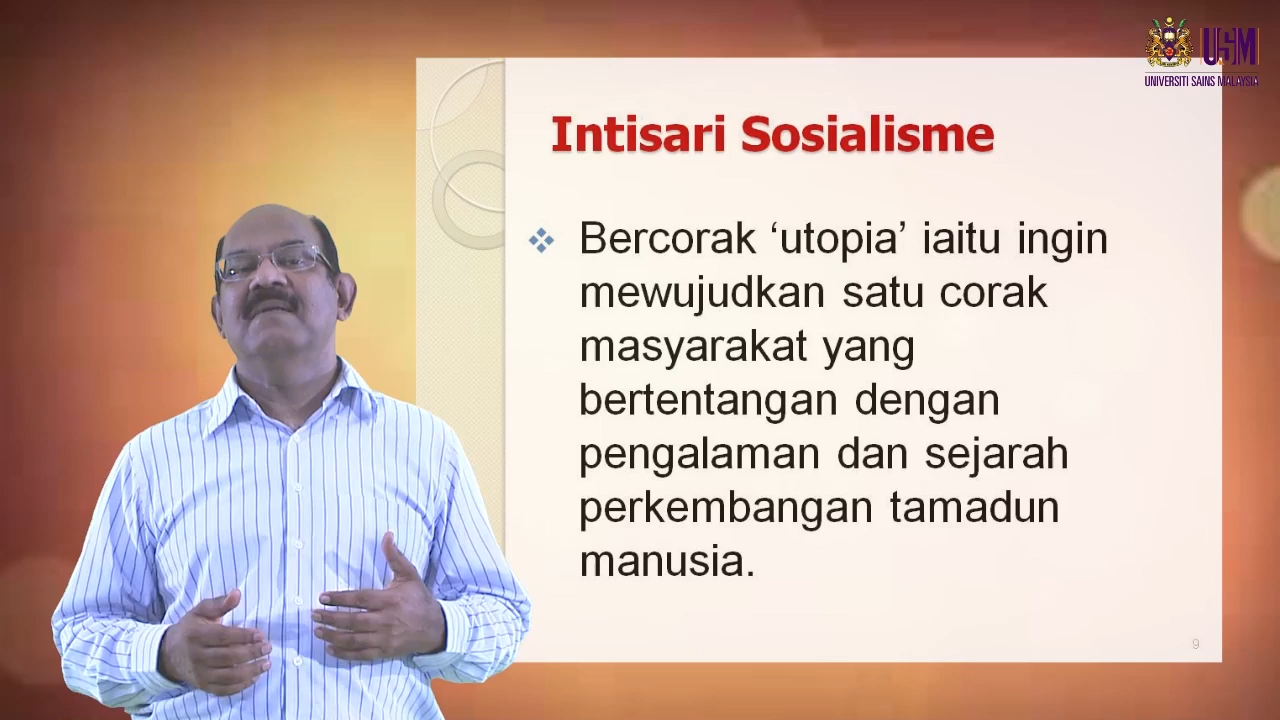 USM
UNIVERSITI SAINS MALAYSIA
Intisari Sosialisme
Bercorak ‘utopia’ iaitu ingin
mewujudkan satu corak
masyarakat yang
bertentangan dengan
pengalaman dan sejarah
perkembangan tamadun
manusia.
9